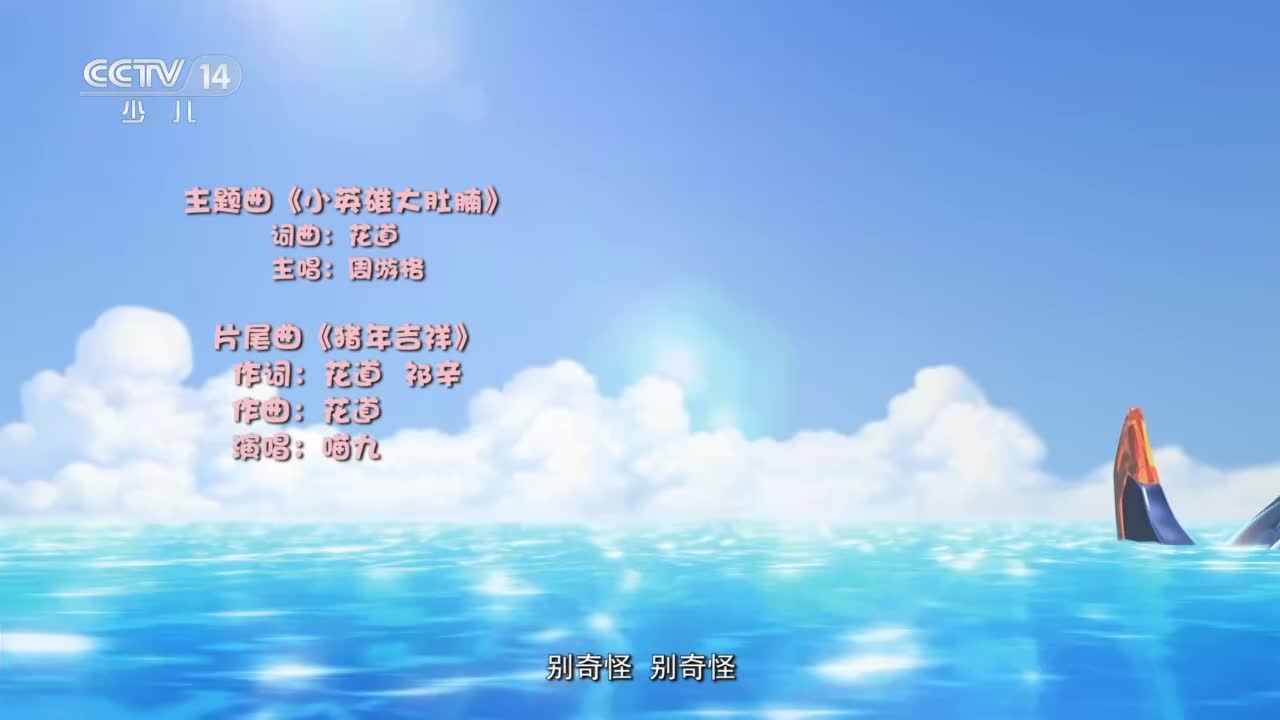 CCTV 14
少儿
主题曲《小英雄大肚腩》
词曲：花道
主唱：周游格
片尾曲《猪年吉祥》
作词：花道 祁辛
作曲：花道
演唱：喵九
别奇怪 别奇怪